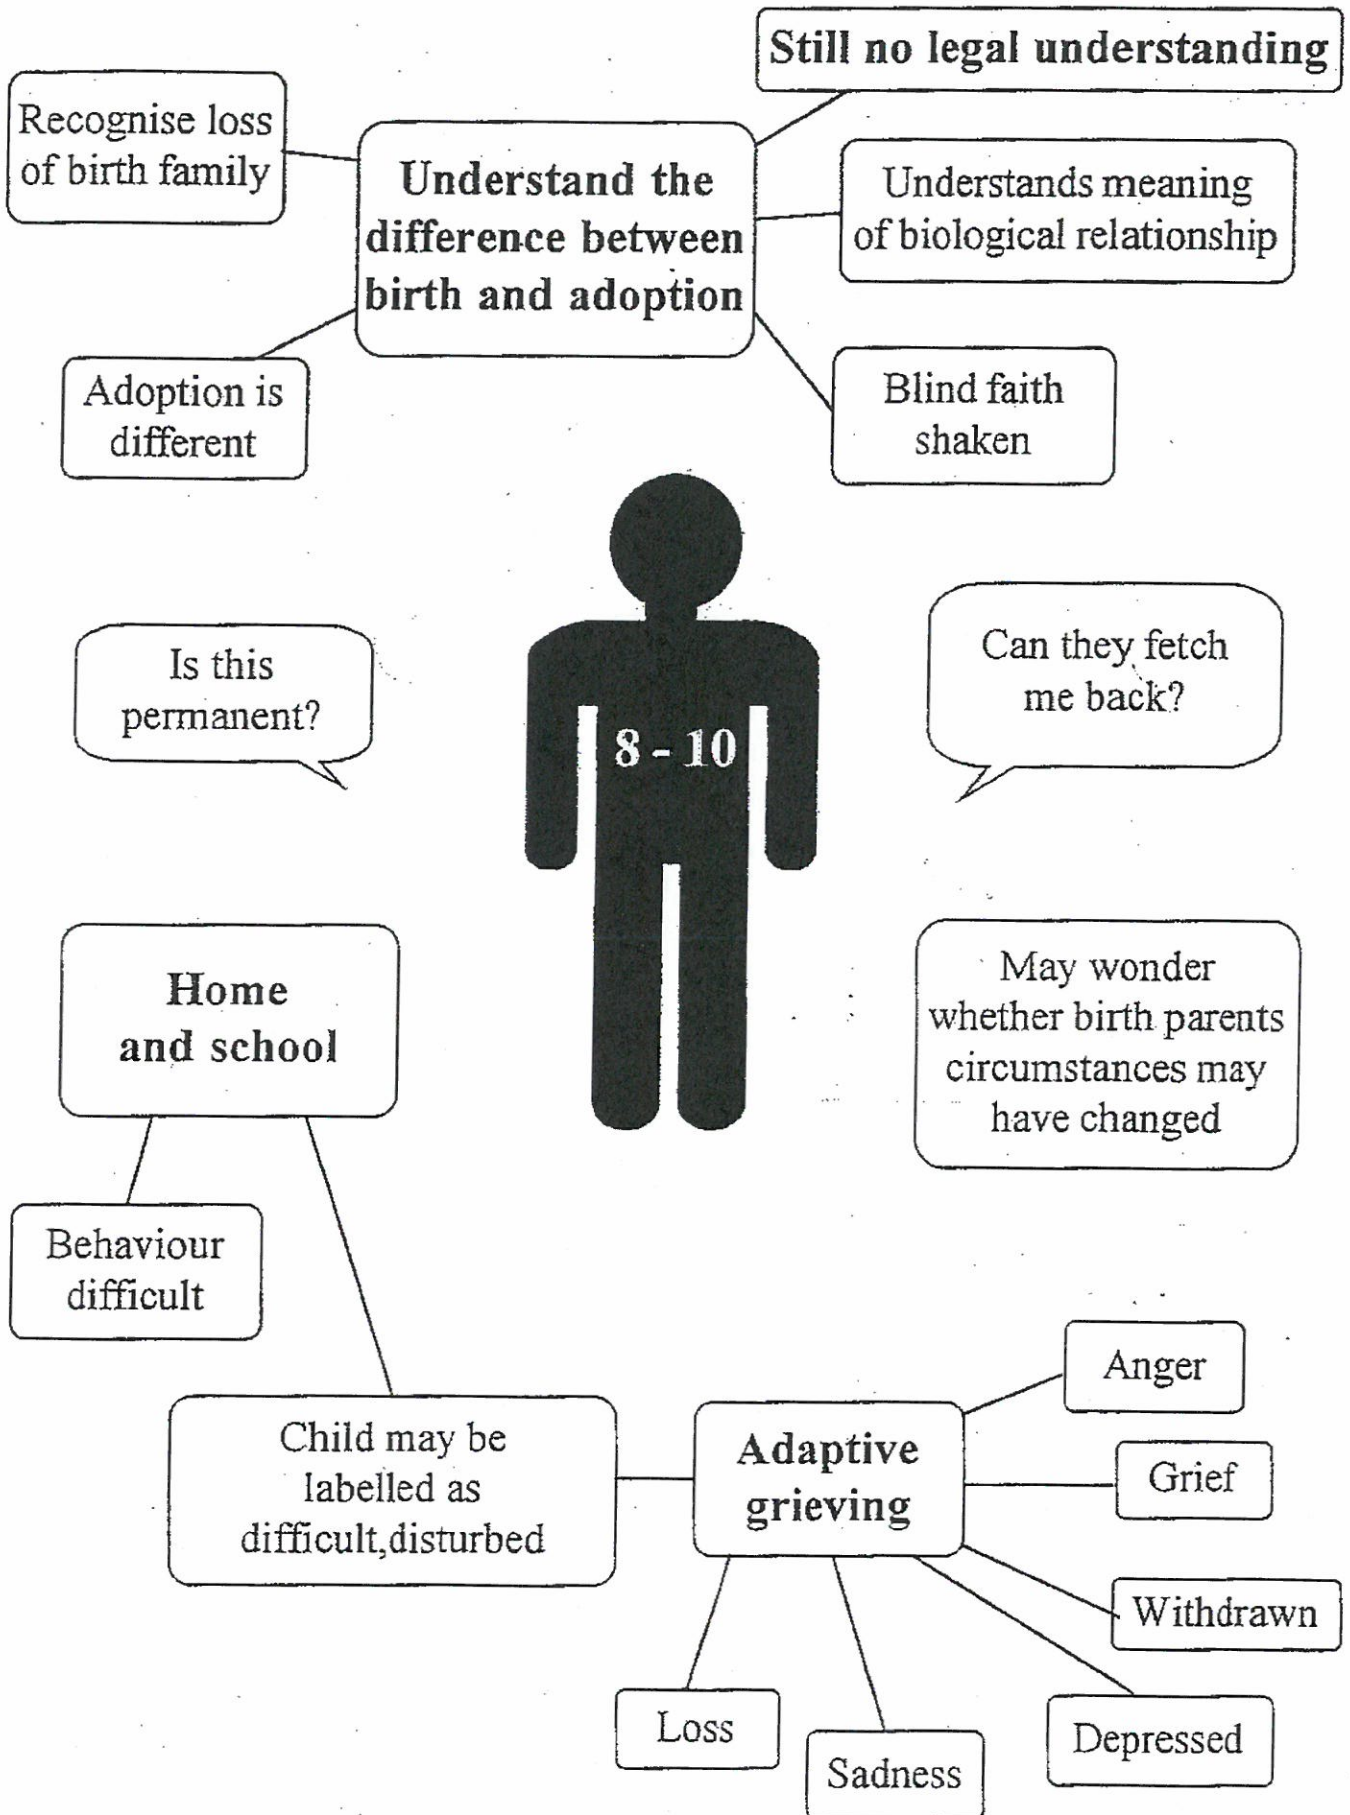 Still no legal understanding
Recognise loss
of birth family
Understand the
difference between
birth and adoption
Understands meaning
of biological relationship
Adoption is
different
Blind faith
shaken
Is this
permanent?
Can they fetch
me back?
8 - 10
Home
and school
May wonder
whether birth parents
circumstances may
have changed
Behaviour
difficult
Child may be
labelled as
difficult,disturbed
Adaptive
grieving
Anger
Grief
Withdrawn
Depressed
Sadness
Loss